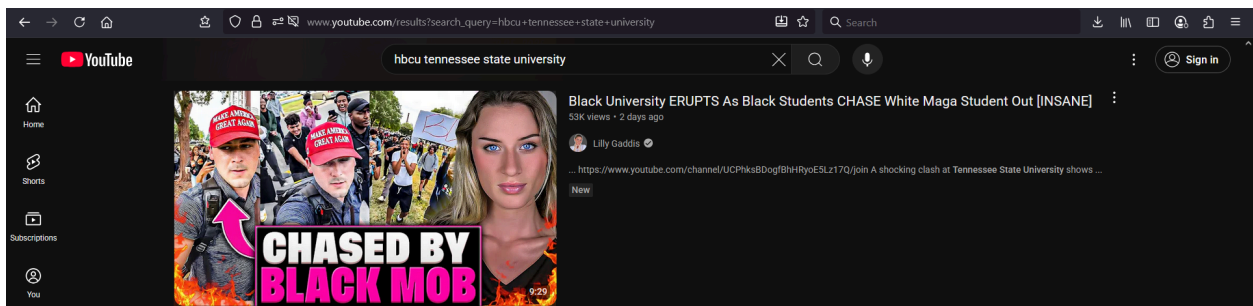 www.youtube.com/results?search_query=hbcu+tennessee+state+university
Search
YouTube
hbcu tennessee state university
Sign in
Home
Shorts
Subscriptions
You
MAKE AMERICA
GREAT AGAIN
MAKE AMERICA
GREAT AGAIN
CHASED BY
BLACK MOB
9:29
Black University ERUPTS As Black Students CHASE White Maga Student Out [INSANE]
53K views • 2 days ago
Lilly Gaddis
... https://www.youtube.com/channel/UCPhksBDogfBhHRyoE5Lz17Q/join A shocking clash at Tennessee State University shows ...
New